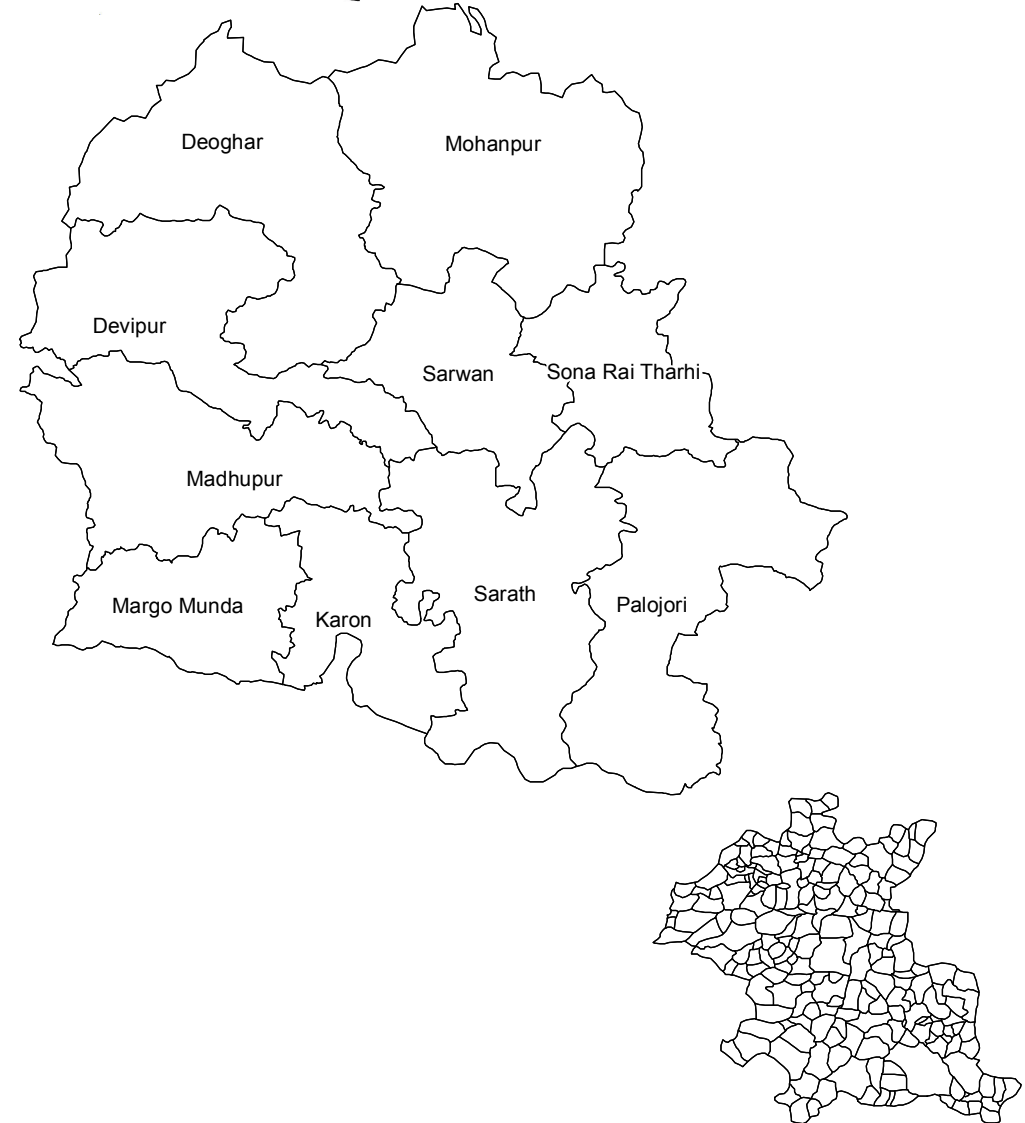 Deoghar
Mohanpur
Devipur
Sarwan
Sona Rai Tharhi
Madhupur
Sarath
Margo Munda
Palojori
Karon